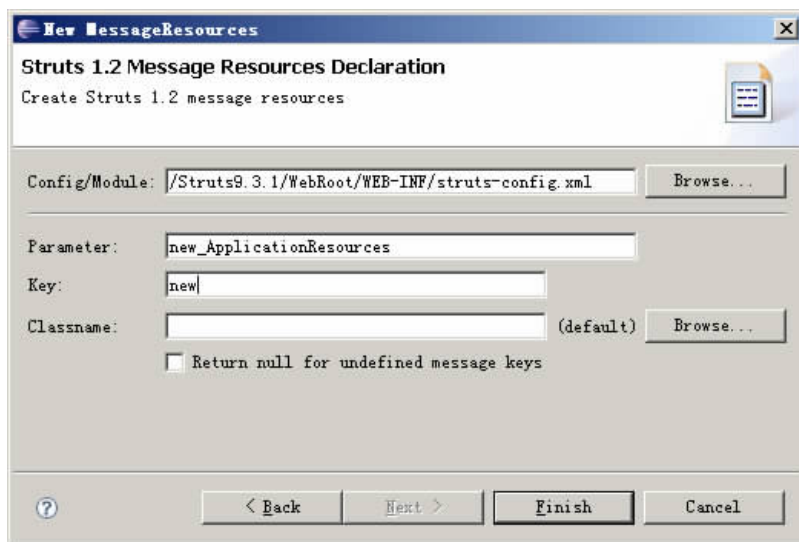 New MessageResources
Struts 1.2 Message Resources Declaration
Create Struts 1.2 message resources
Config/Module: /Struts9.3.1/WebRoot/WEB-INF/struts-config.xml Browse...
Parameter: new_ApplicationResources
Key: new
Classname: (default) Browse...
Return null for undefined message keys
? < Back Next > Finish Cancel